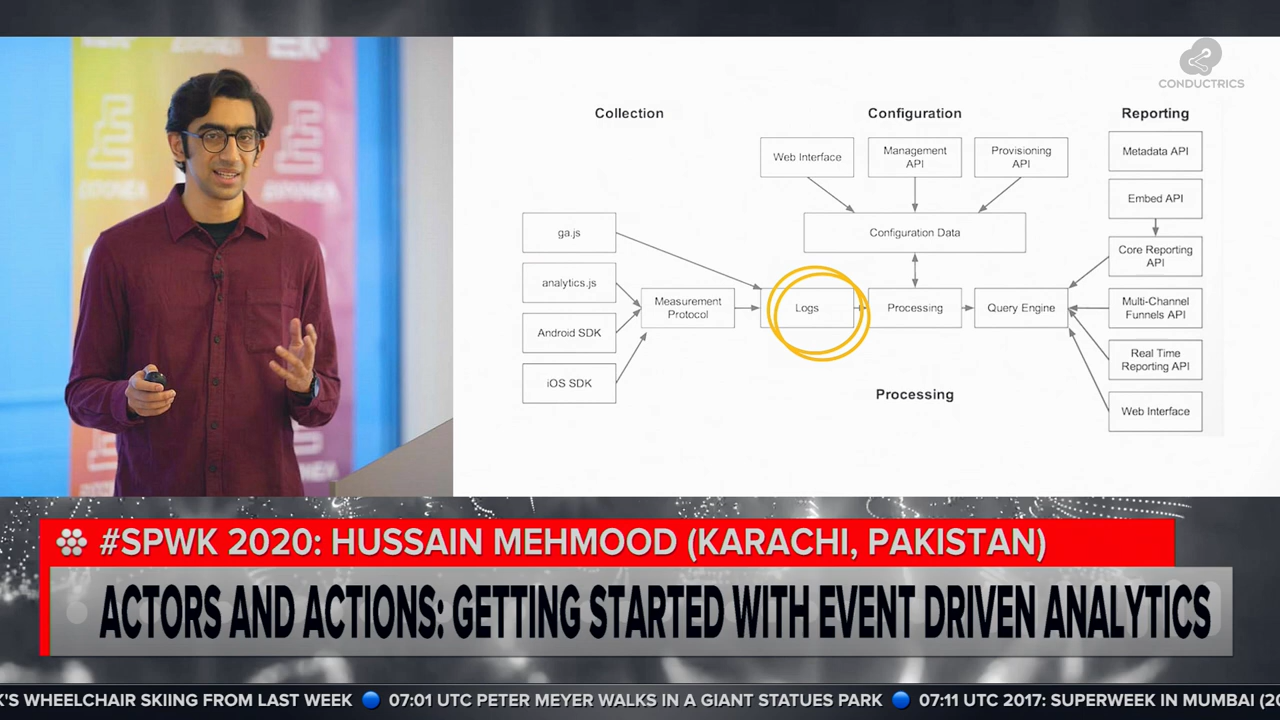 CONDUCTRICS
Collection
Configuration
Reporting
Web Interface
Management
API
Provisioning
API
Metadata API
Embed API
ga.js
Configuration Data
Core Reporting
API
analytics.js
Measurement
Protocol
Logs
Processing
Query Engine
Multi-Channel
Funnels API
Android SDK
Real Time
Reporting API
iOS SDK
Processing
Web Interface
#SPWK 2020: HUSSAIN MEHMOOD (KARACHI, PAKISTAN)
ACTORS AND ACTIONS: GETTING STARTED WITH EVENT DRIVEN ANALYTICS
K'S WHEELCHAIR SKIING FROM LAST WEEK 07:01 UTC PETER MEYER WALKS IN A GIANT STATUES PARK 07:11 UTC 2017: SUPERWEEK IN MUMBAI (20